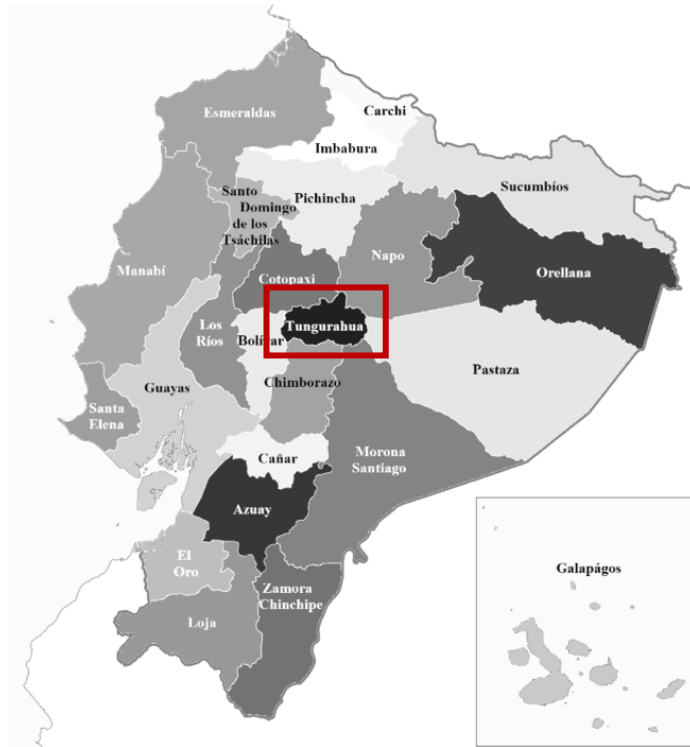 Carchi
Esmeraldas
Imbabura
Sucumbíos
Santo
Domingo
de los
Tsáchilas
Pichincha
Napo
Manabí
Cotopaxi
Orellana
Los
Ríos
Bolívar
Tungurahua
Pastaza
Guayas
Chimborazo
Santa
Elena
Morona
Santiago
Cañar
Azuay
El
Oro
Zamora
Chinchipe
Loja
Galapágos